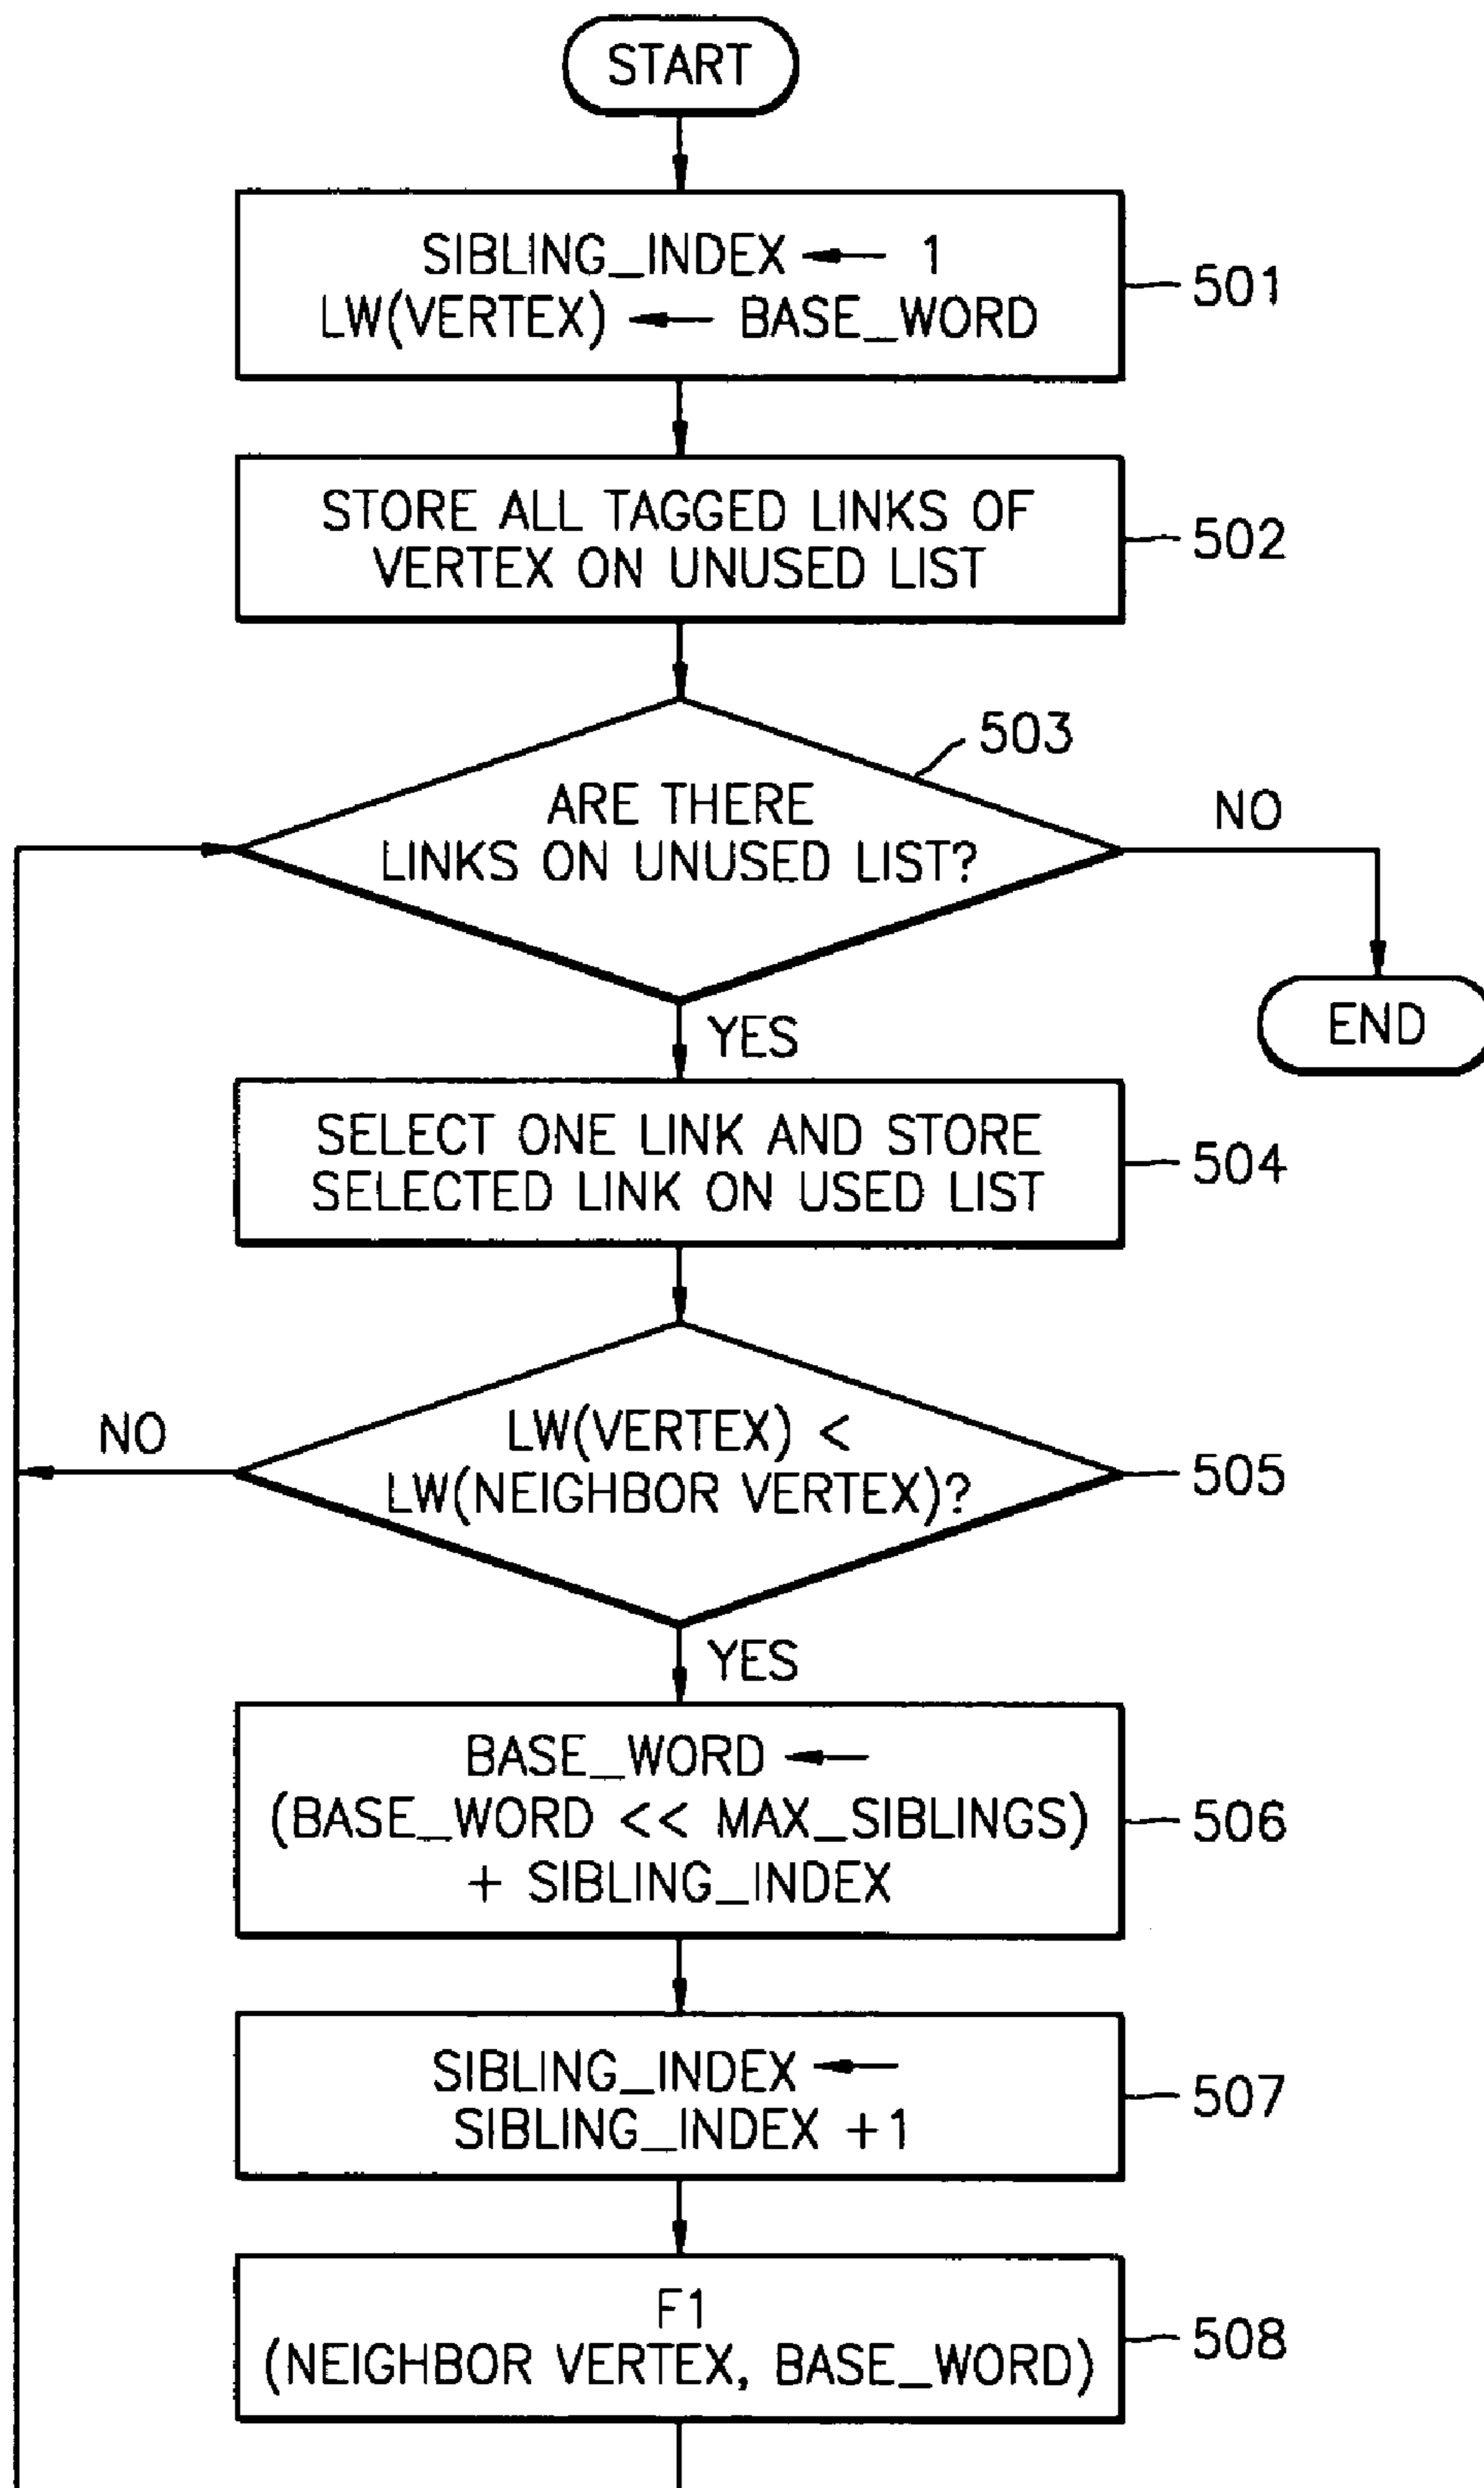 START
SIBLING_INDEX ← 1
LW(VERTEX) ← BASE_WORD
501
STORE ALL TAGGED LINKS OF
VERTEX ON UNUSED LIST
502
503
ARE THERE
LINKS ON UNUSED LIST?
NO
END
YES
SELECT ONE LINK AND STORE
SELECTED LINK ON USED LIST
504
LW(VERTEX) <
LW(NEIGHBOR VERTEX)?
505
NO
YES
BASE_WORD ←
(BASE_WORD << MAX_SIBLINGS)
+ SIBLING_INDEX
506
SIBLING_INDEX ←
SIBLING_INDEX +1
507
F1
(NEIGHBOR VERTEX, BASE_WORD)
508